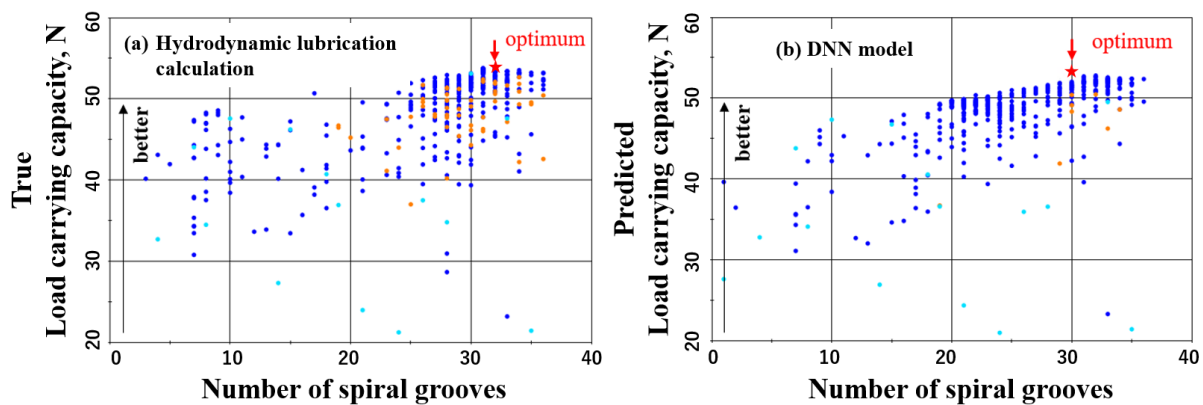 True
Load carrying capacity, N
60
50
40
30
20
(a) Hydrodynamic lubrication
calculation
optimum
better
0
10
20
30
40
Number of spiral grooves
Predicted
Load carrying capacity, N
60
50
40
30
20
(b) DNN model
optimum
better
0
10
20
30
40
Number of spiral grooves